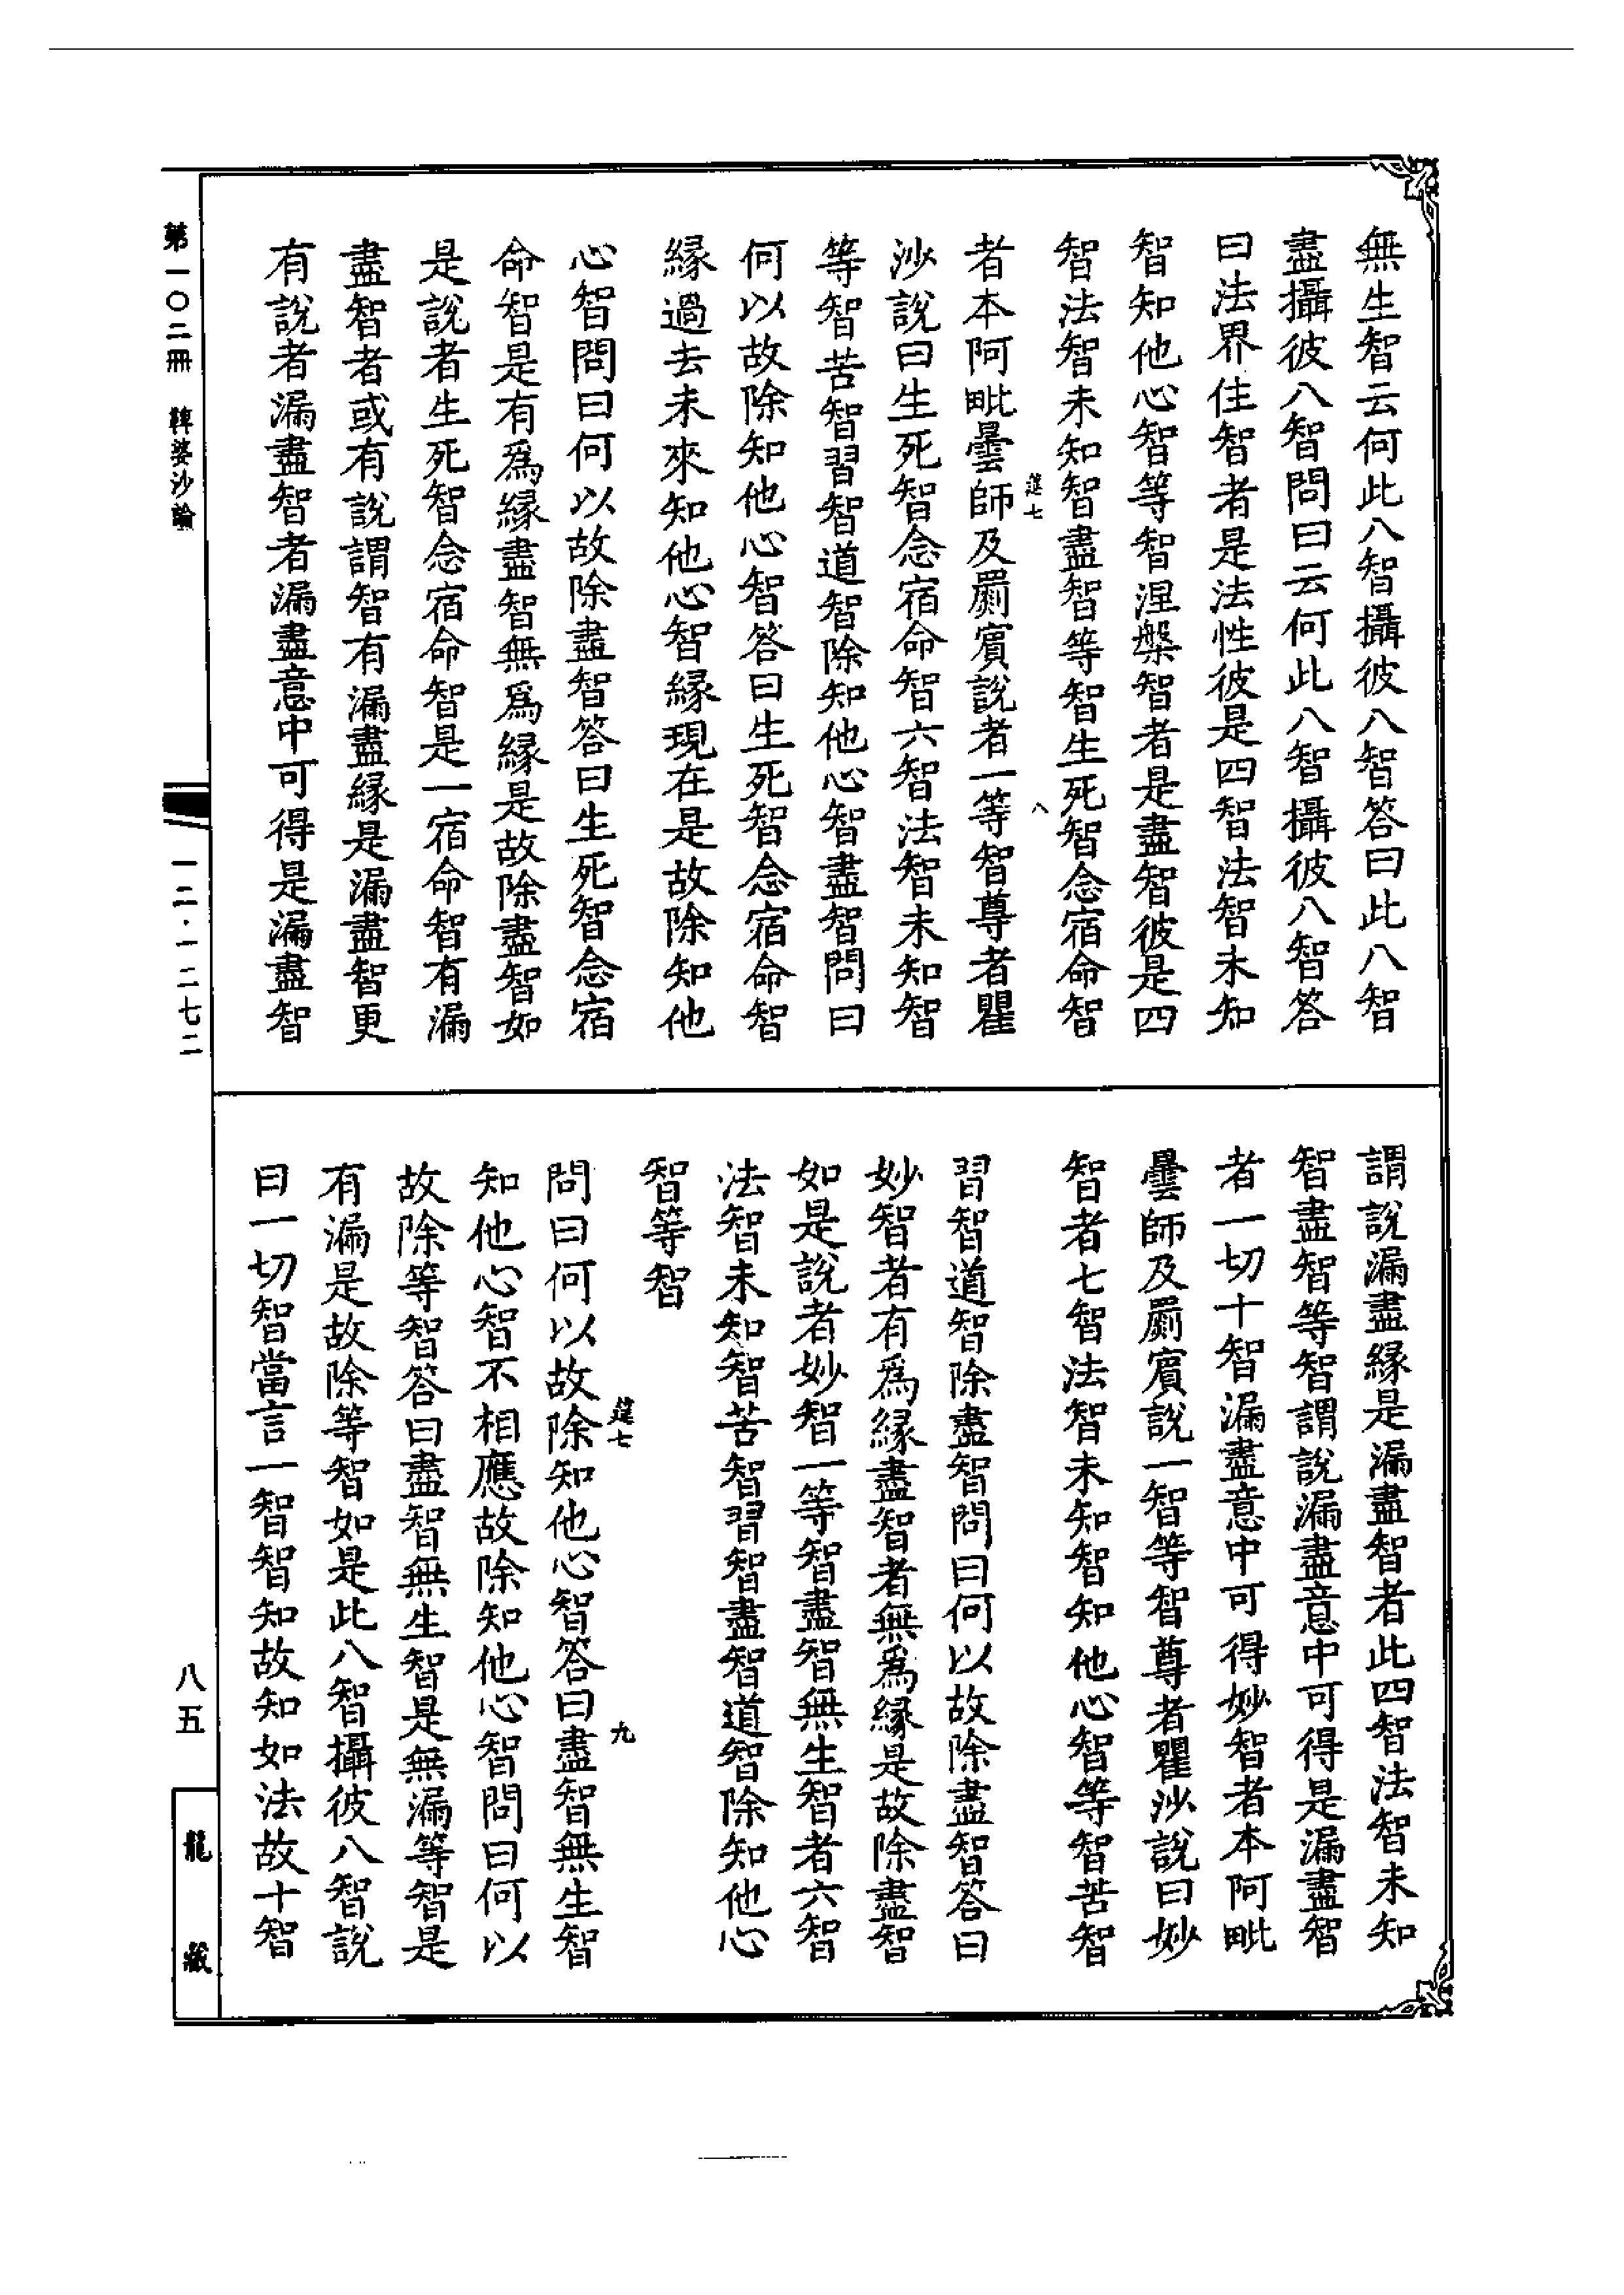 無生智云何此八智攝彼八智答曰此八智
盡攝彼八智問曰云何此八智攝彼八智答
曰法界住智者是法性彼是四智法智未知
智知他心智等智涅槃智者是盡智彼是四
智法智未知智盡智等智生死智念宿命智
筳七
八
者本阿毗曇師及罽賓說者一等智尊者瞿
沙說曰生死智念宿命智六智法智未知智
等智苦智習智道智除知他心智盡智問曰
何以故除知他心智答曰生死智念宿命智
緣過去未來知他心智緣現在是故除知他
心智問曰何以故除盡智答曰生死智念宿
命智是有為緣盡智無為緣是故除盡智如
是說者生死智念宿命智是一宿命智有漏
盡智者或有說謂智有漏盡緣是漏盡智更
有說者漏盡智者漏盡意中可得是漏盡智
謂說漏盡緣是漏盡智者此四智法智未知
智盡智等智謂說漏盡意中可得是漏盡智
者一切十智漏盡意中可得妙智者本阿毗
曇師及罽賓說一智等智尊者瞿沙說曰妙
智者七智法智未知智知他心智等智苦智
習智道智除盡智問曰何以故除盡智答曰
妙智者有為緣盡智者無為緣是故除盡智
如是說者妙智一等智盡智無生智者六智
法智未知智苦智習智盡智道智除知他心
智等智
筳七
九
問曰何以故除知他心智答曰盡智無生智
知他心智不相應故除知他心智問曰何以
故除等智答曰盡智無生智是無漏等智是
有漏是故除等智如是此八智攝彼八智說
曰一切智當言一智智知故知如法故十智
第一〇二冊 鞞婆沙論
一二·一二七二
八五
龍藏